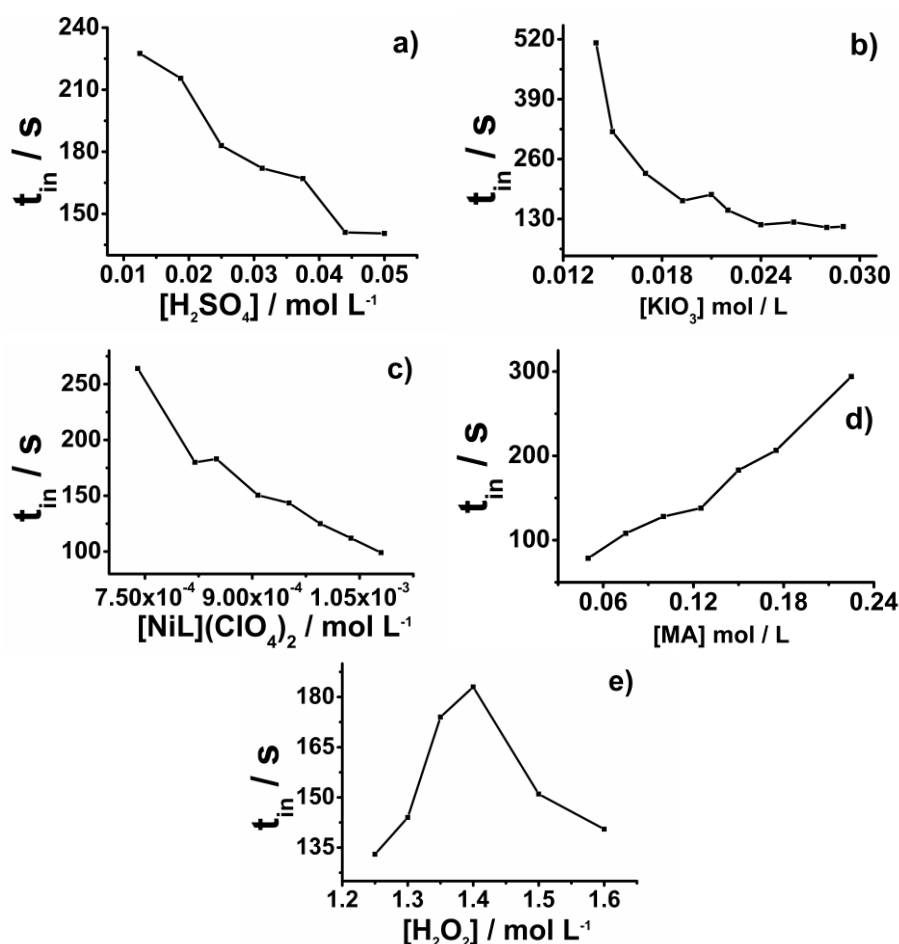 a)
240
210
180
150
t_in / s
0.01 0.02 0.03 0.04 0.05
[H₂SO₄] / mol L⁻¹
b)
520
390
260
130
t_in / s
0.012 0.018 0.024 0.030
[KIO₃] mol / L
c)
250
200
150
100
t_in / s
7.50x10⁻⁴ 9.00x10⁻⁴ 1.05x10⁻³
[NiL](ClO₄)₂ / mol L⁻¹
d)
300
200
100
t_in / s
0.06 0.12 0.18 0.24
[MA] mol / L
e)
180
165
150
135
t_in / s
1.2 1.3 1.4 1.5 1.6
[H₂O₂] / mol L⁻¹